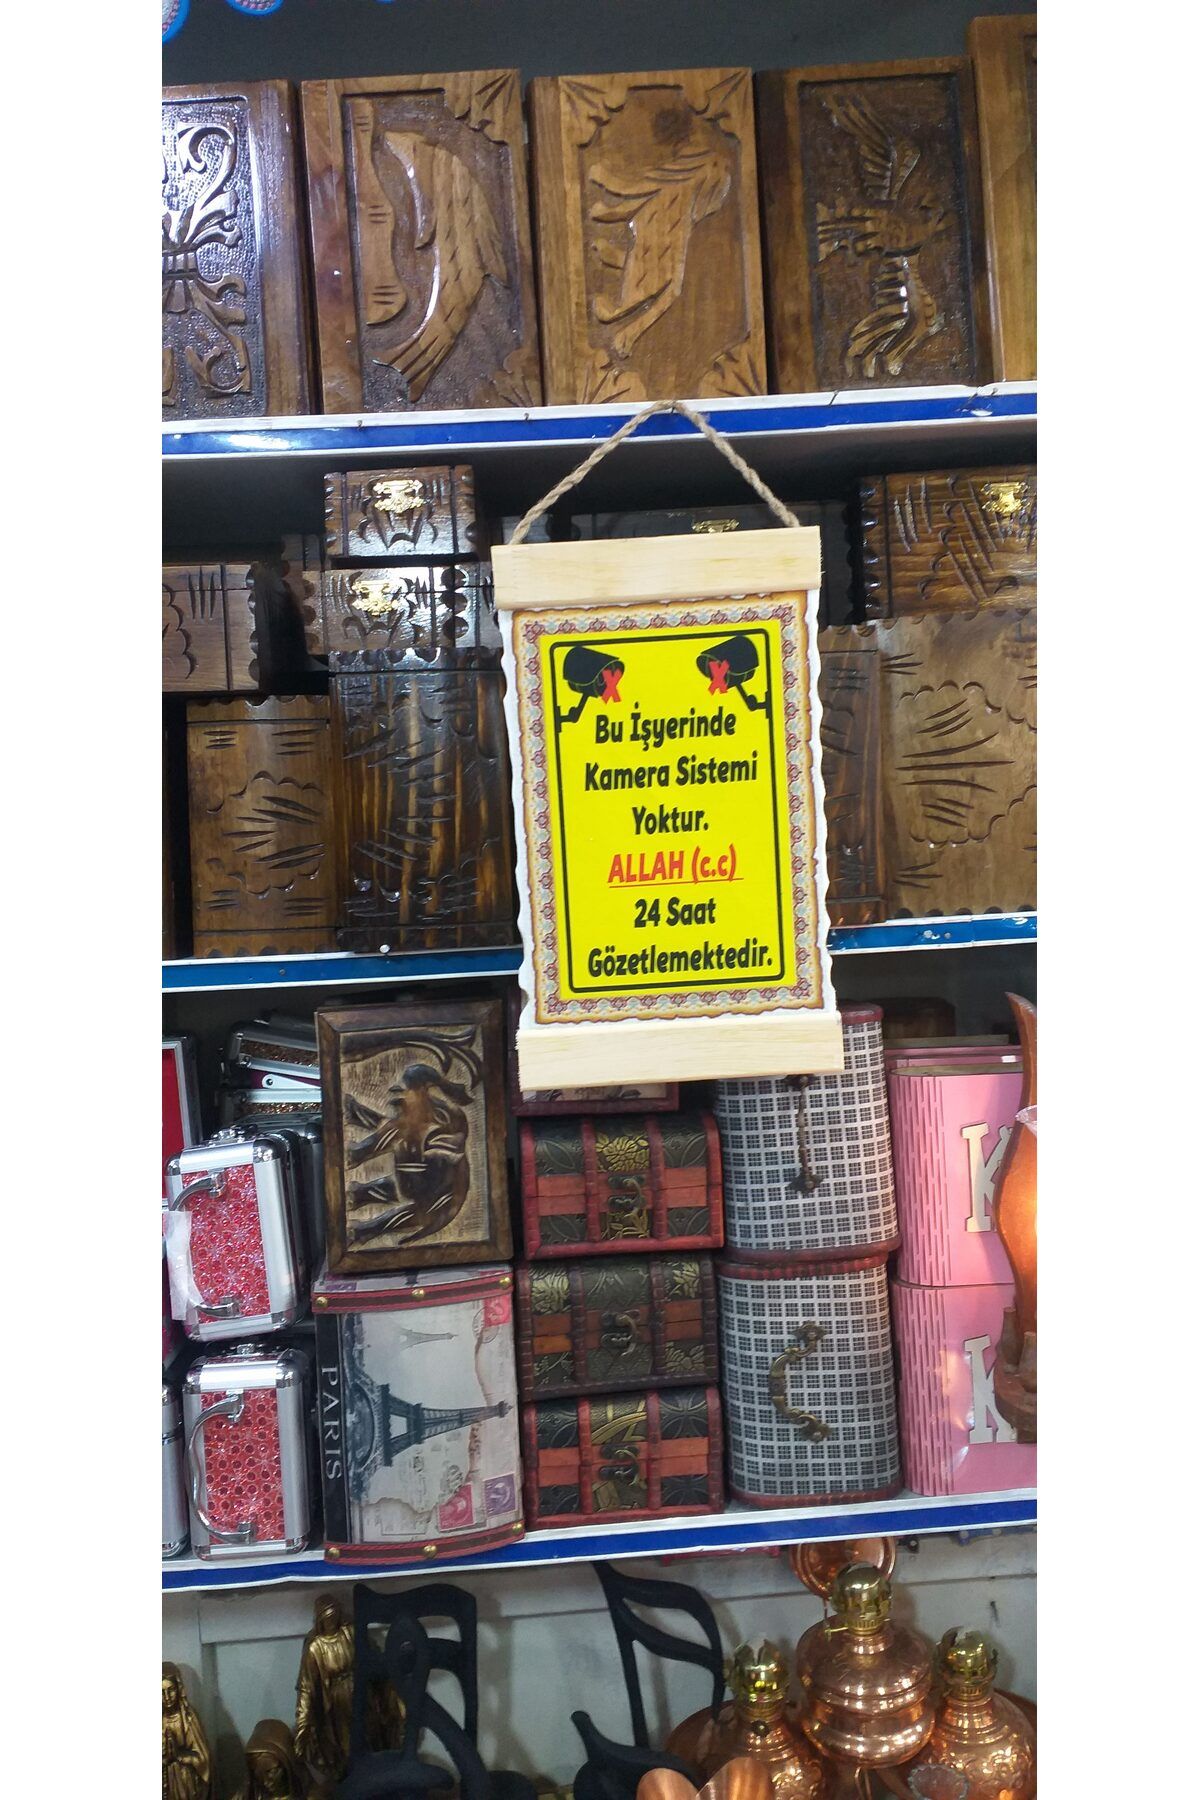 Bu İşyerinde
Kamera Sistemi
Yoktur.
ALLAH (c.c)
24 Saat
Gözetlemektedir.
PARIS
K
K